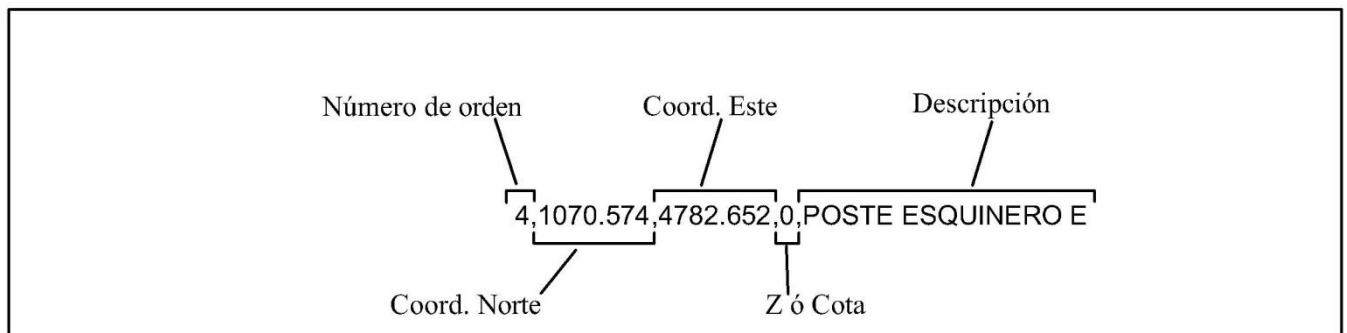 Número de orden Coord. Este Descripción
4,1070.574,4782.652,0,POSTE ESQUINERO E
Coord. Norte Z ó Cota